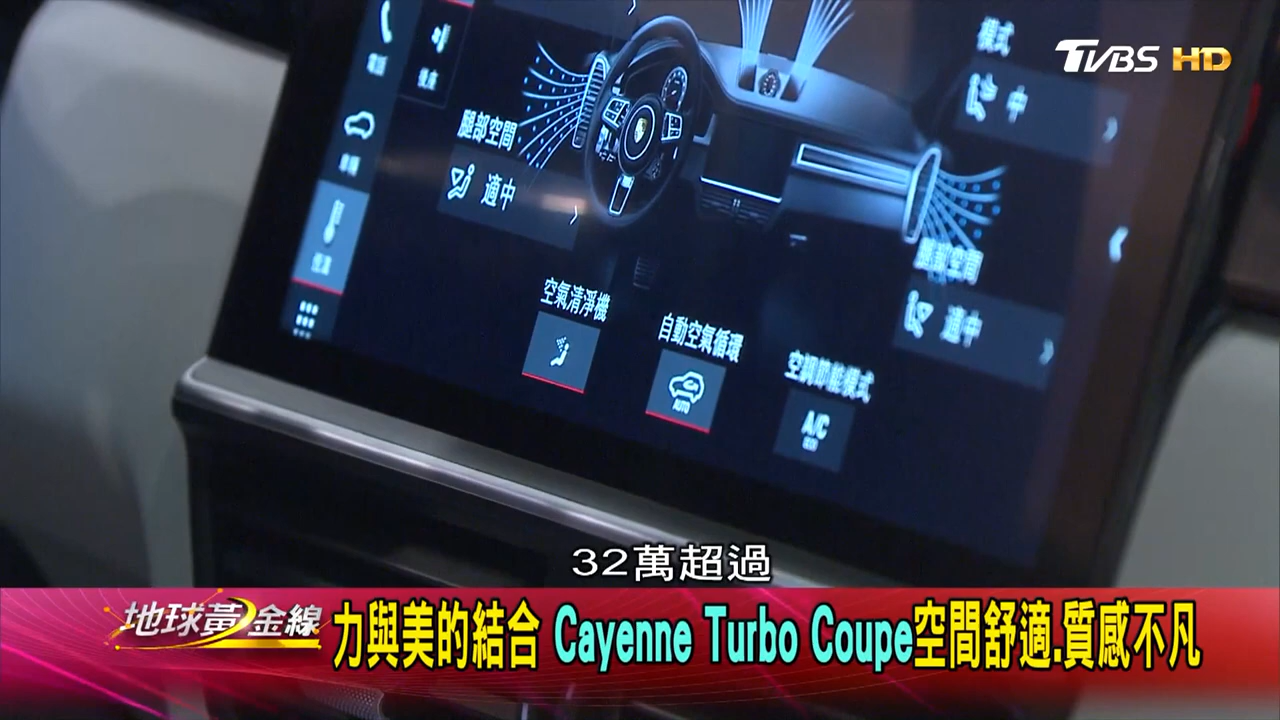 TVBS HD
模式
中
腿部空間
適中
腿部空間
適中
空氣清淨機
自動空氣循環
AUTO
空調節能模式
A/C
32萬超過
地球黃金線
力與美的結合 Cayenne Turbo Coupe空間舒適.質感不凡